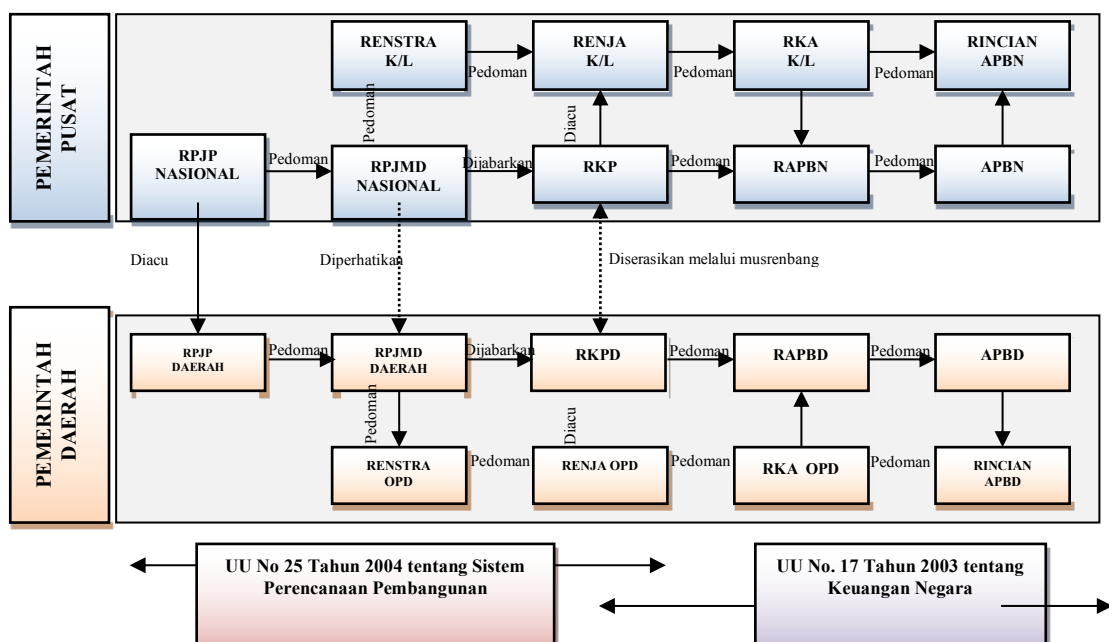 PEMERINTAH
PUSAT
RENSTRA
K/L
Pedoman
RENJA
K/L
Pedoman
RKA
K/L
Pedoman
RINCIAN
APBN
Pedoman
Diacu
RPJP
NASIONAL
Pedoman
RPJMD
NASIONAL
Dijabarkan
RKP
Pedoman
RAPBN
Pedoman
APBN
Diacu
Diperhatikan
Diserasikan melalui musrenbang
PEMERINTAH
DAERAH
RPJP
DAERAH
Pedoman
RPJMD
DAERAH
Dijabarkan
RKPD
Pedoman
RAPBD
Pedoman
APBD
Pedoman
Diacu
RENSTRA
OPD
Pedoman
RENJA OPD
Pedoman
RKA OPD
Pedoman
RINCIAN
APBD
UU No 25 Tahun 2004 tentang Sistem
Perencanaan Pembangunan
UU No. 17 Tahun 2003 tentang
Keuangan Negara